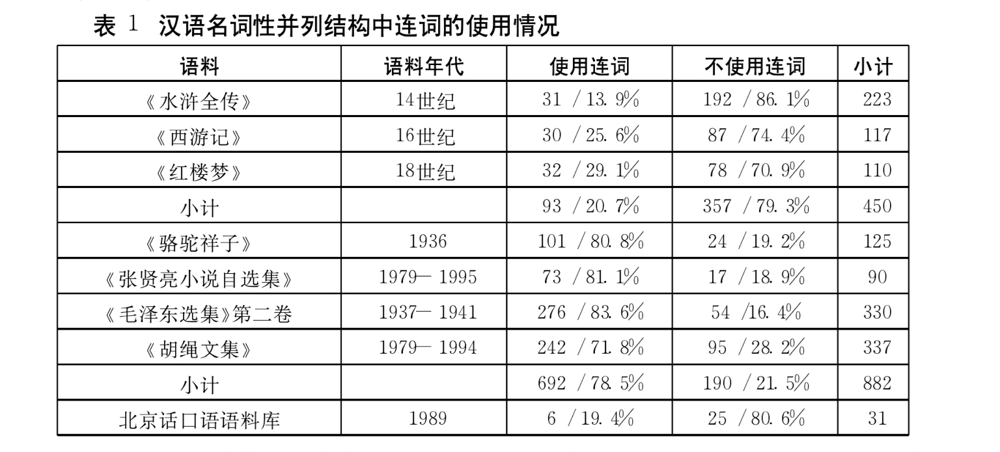 表 1 汉语名词性并列结构中连词的使用情况
语料 语料年代 使用连词 不使用连词 小计
《水浒全传》 14世纪 31 /13. 9% 192 /86. 1% 223
《西游记》 16世纪 30 /25. 6% 87 /74. 4% 117
《红楼梦》 18世纪 32 /29. 1% 78 /70. 9% 110
小计 93 /20. 7% 357 /79. 3% 450
《骆驼祥子》 1936 101 /80. 8% 24 /19. 2% 125
《张贤亮小说自选集》 1979— 1995 73 /81. 1% 17 /18. 9% 90
《毛泽东选集》第二卷 1937— 1941 276 /83. 6% 54 /16. 4% 330
《胡绳文集》 1979— 1994 242 /71. 8% 95 /28. 2% 337
小计 692 /78. 5% 190 /21. 5% 882
北京话口语语料库 1989 6 /19. 4% 25 /80. 6% 31